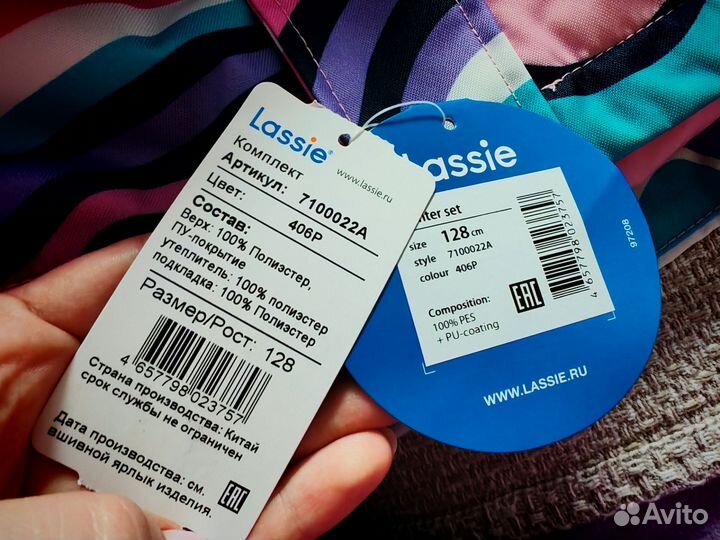 Lassie®
www.lassie.ru
Комплект
Артикул: 7100022A
Цвет: 406P
Состав:
Верх: 100% Полиэстер,
ПУ-покрытие
утеплитель: 100% полиэстер
подкладка: 100% Полиэстер
Размер/Рост: 128
4 657798 023757
Страна производства: Китай
срок службы не ограничен
Дата производства: см.
вшивной ярлык изделия.
EAC
Lassie
set
size 128 cm
style 7100022A
colour 406P
EAC
Composition:
100% PES
+ PU-coating
4 657798 023757
97208
WWW.LASSIE.RU
Avito